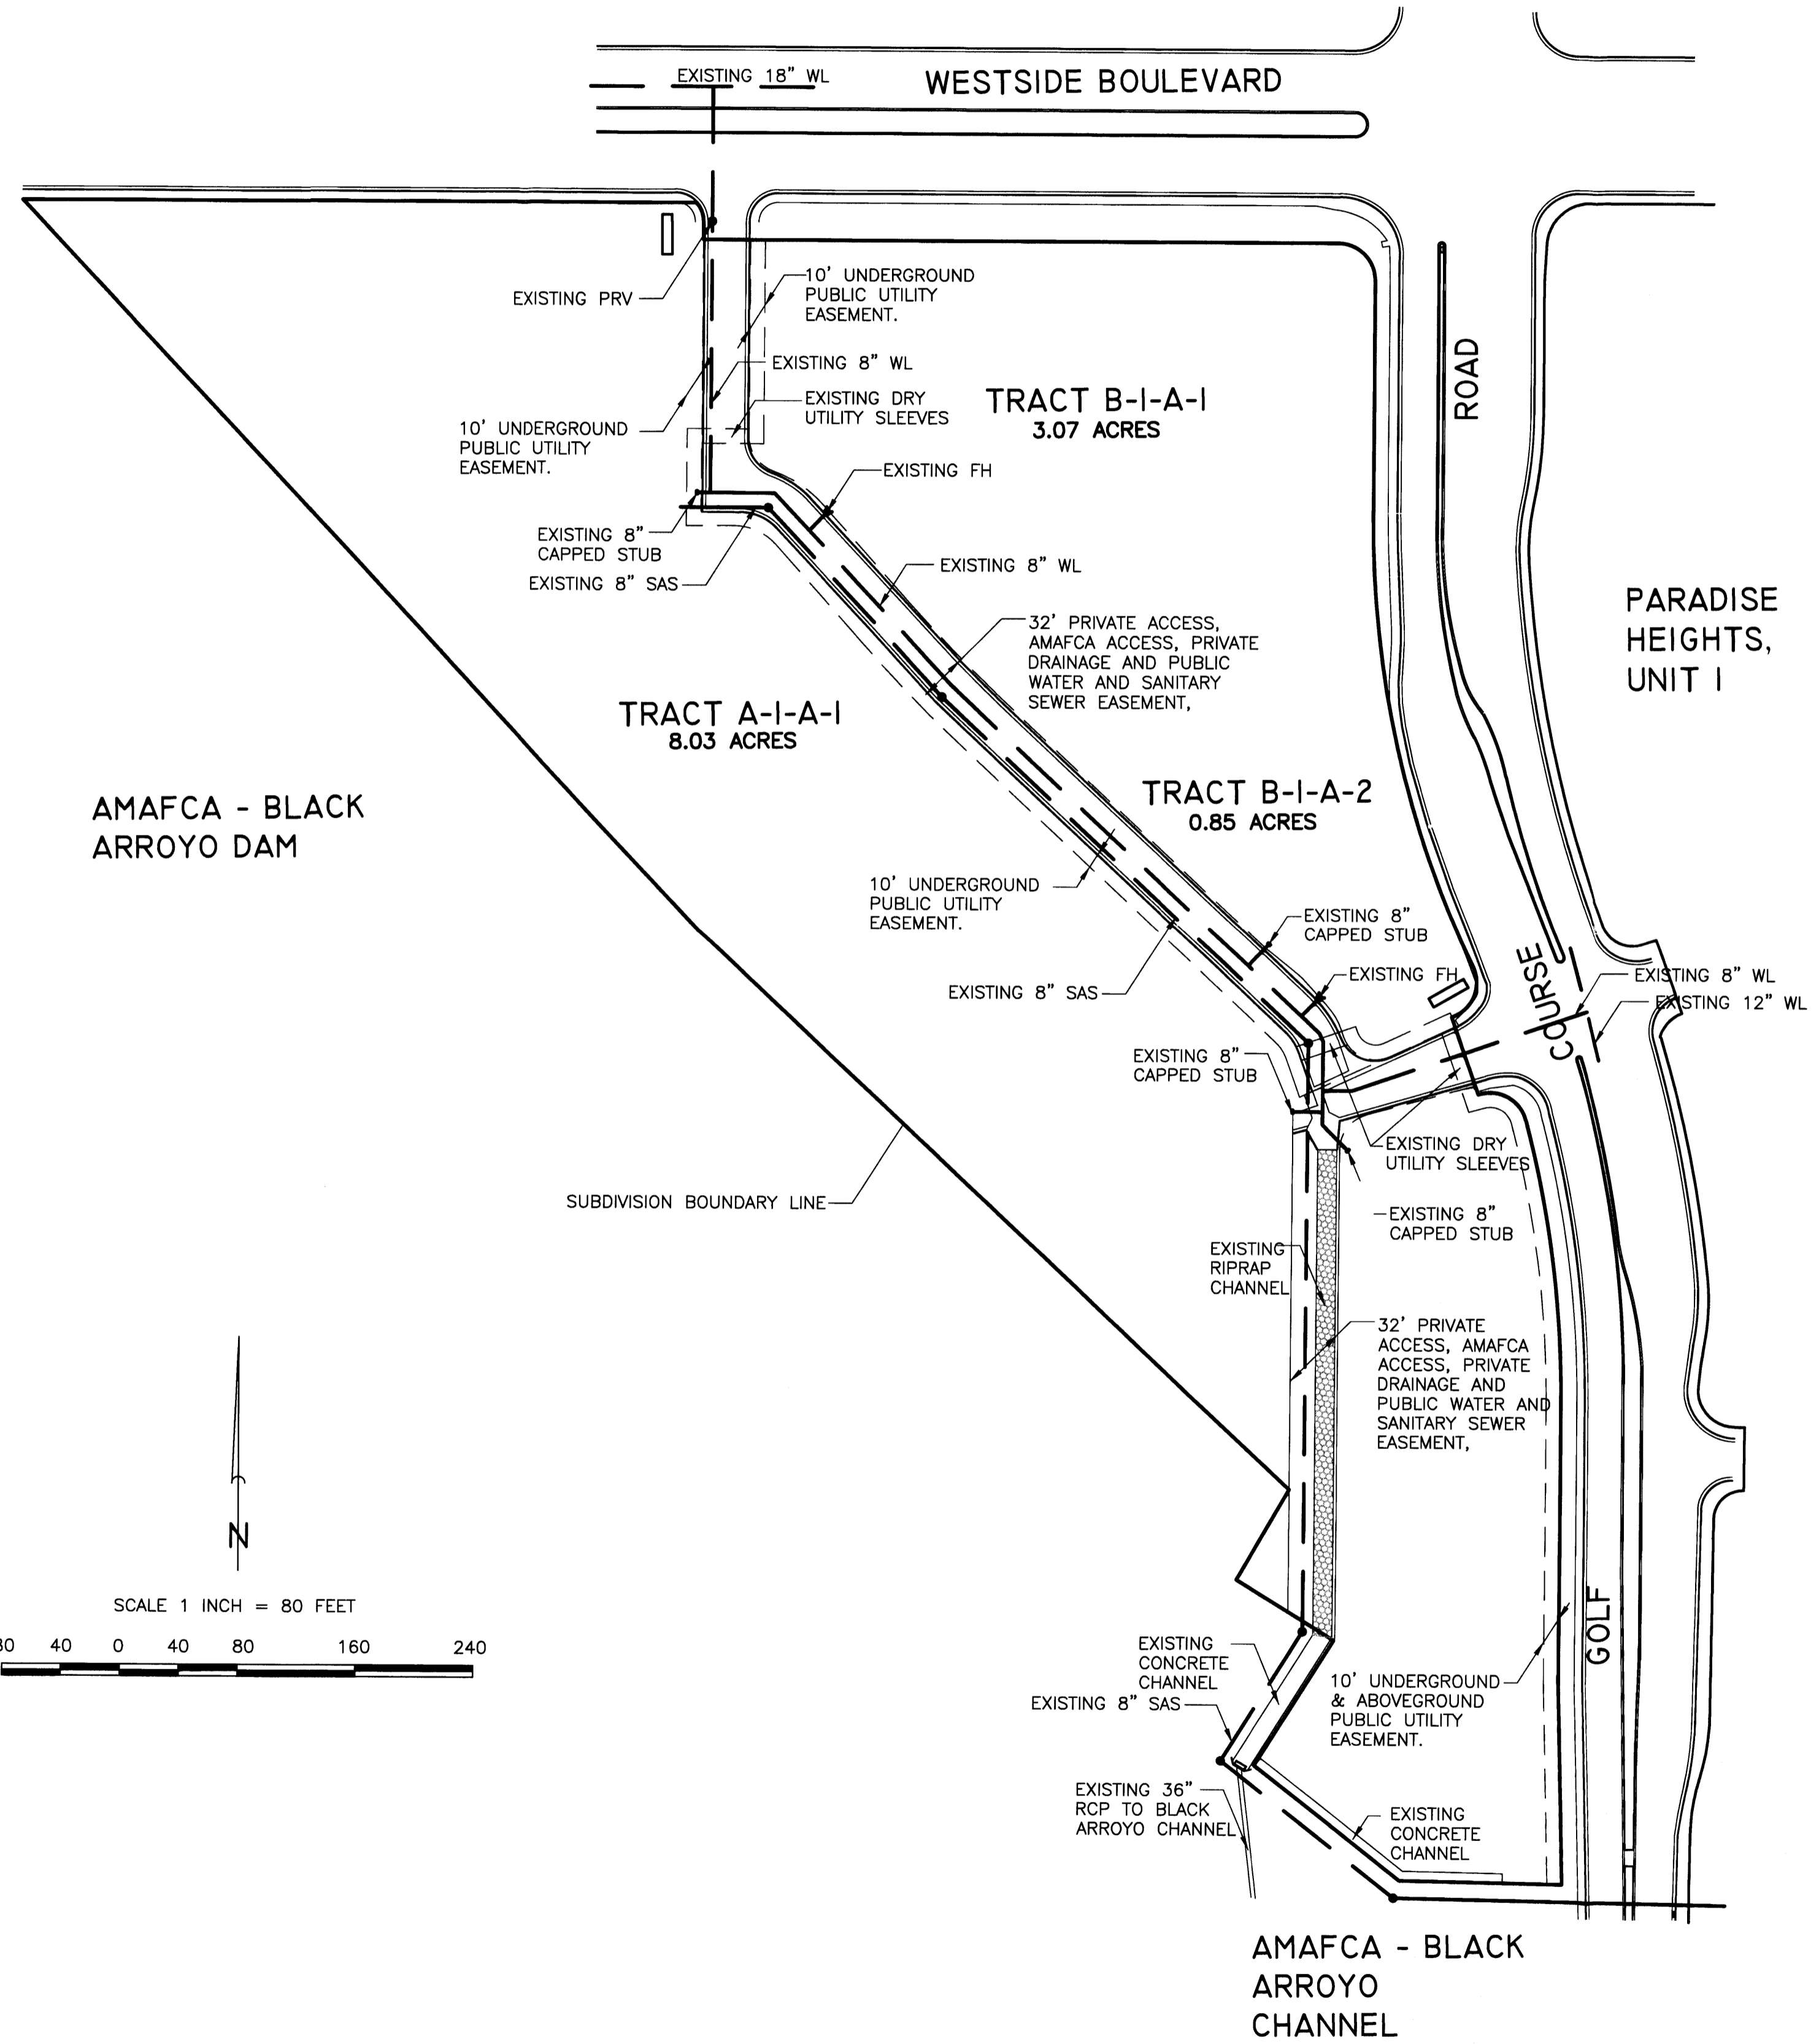 EXISTING 18" WL
WESTSIDE BOULEVARD
EXISTING PRV
10' UNDERGROUND
PUBLIC UTILITY
EASEMENT.
EXISTING 8" WL
EXISTING DRY
UTILITY SLEEVES
10' UNDERGROUND
PUBLIC UTILITY
EASEMENT.
TRACT B-1-A-1
3.07 ACRES
ROAD
EXISTING FH
EXISTING 8"
CAPPED STUB
EXISTING 8" SAS
EXISTING 8" WL
32' PRIVATE ACCESS,
AMAFCA ACCESS, PRIVATE
DRAINAGE AND PUBLIC
WATER AND SANITARY
SEWER EASEMENT,
PARADISE
HEIGHTS,
UNIT 1
TRACT A-1-A-1
8.03 ACRES
TRACT B-1-A-2
0.85 ACRES
AMAFCA - BLACK
ARROYO DAM
10' UNDERGROUND
PUBLIC UTILITY
EASEMENT.
EXISTING 8"
CAPPED STUB
EXISTING 8" SAS
EXISTING FH
COURSE
EXISTING 8" WL
EXISTING 12" WL
EXISTING 8"
CAPPED STUB
EXISTING DRY
UTILITY SLEEVES
SUBDIVISION BOUNDARY LINE
EXISTING 8"
CAPPED STUB
EXISTING
RIPRAP
CHANNEL
32' PRIVATE
ACCESS, AMAFCA
ACCESS, PRIVATE
DRAINAGE AND
PUBLIC WATER AND
SANITARY SEWER
EASEMENT,
N
SCALE 1 INCH = 80 FEET
40 0 40 80 160 240
GOLF
EXISTING
CONCRETE
CHANNEL
EXISTING 8" SAS
10' UNDERGROUND
& ABOVEGROUND
PUBLIC UTILITY
EASEMENT.
EXISTING 36"
RCP TO BLACK
ARROYO CHANNEL
EXISTING
CONCRETE
CHANNEL
AMAFCA - BLACK
ARROYO
CHANNEL